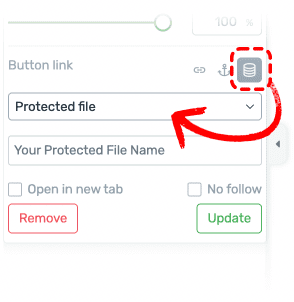 100 %
Button link
Protected file
Your Protected File Name
Open in new tab No follow
Remove Update